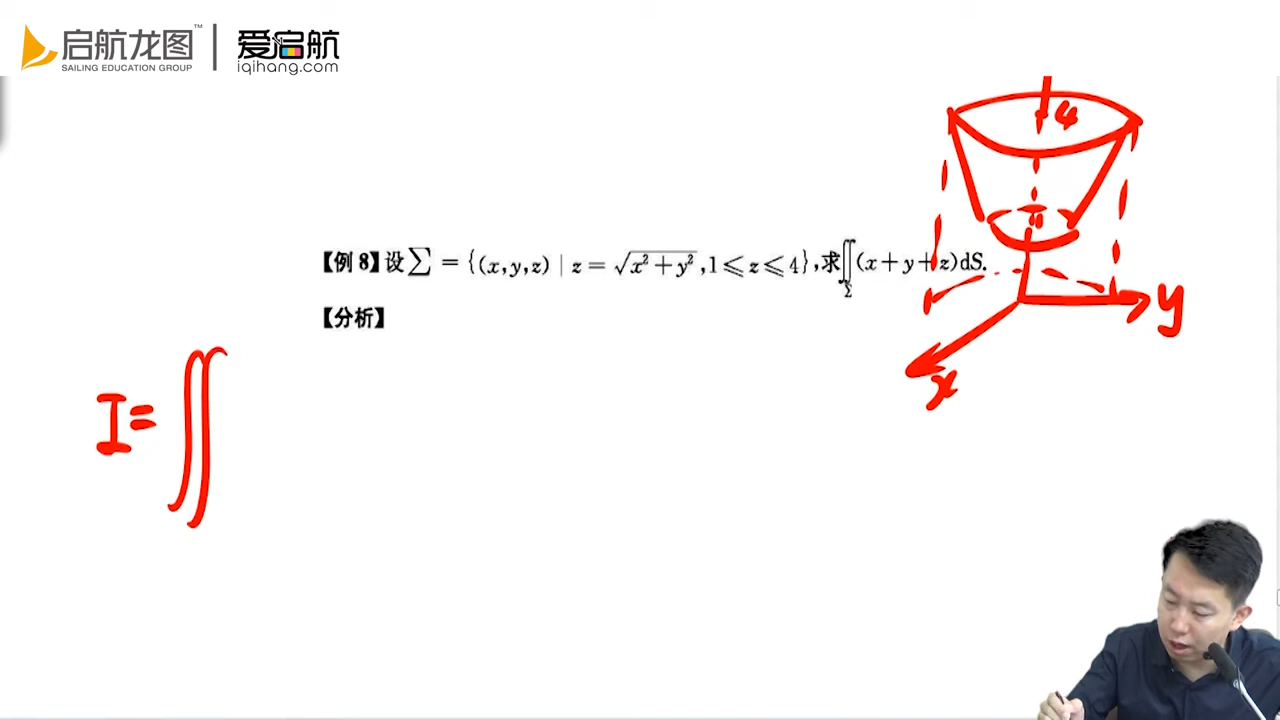 启航龙图™ 爱启航
SAILING EDUCATION GROUP iqihang.com
4
【例 8】设∑ = {(x,y,z) | z = √(x² + y²), 1 ⩽ z ⩽ 4}, 求∬_Σ (x + y + z)dS.
【分析】
y
x
I = ∬